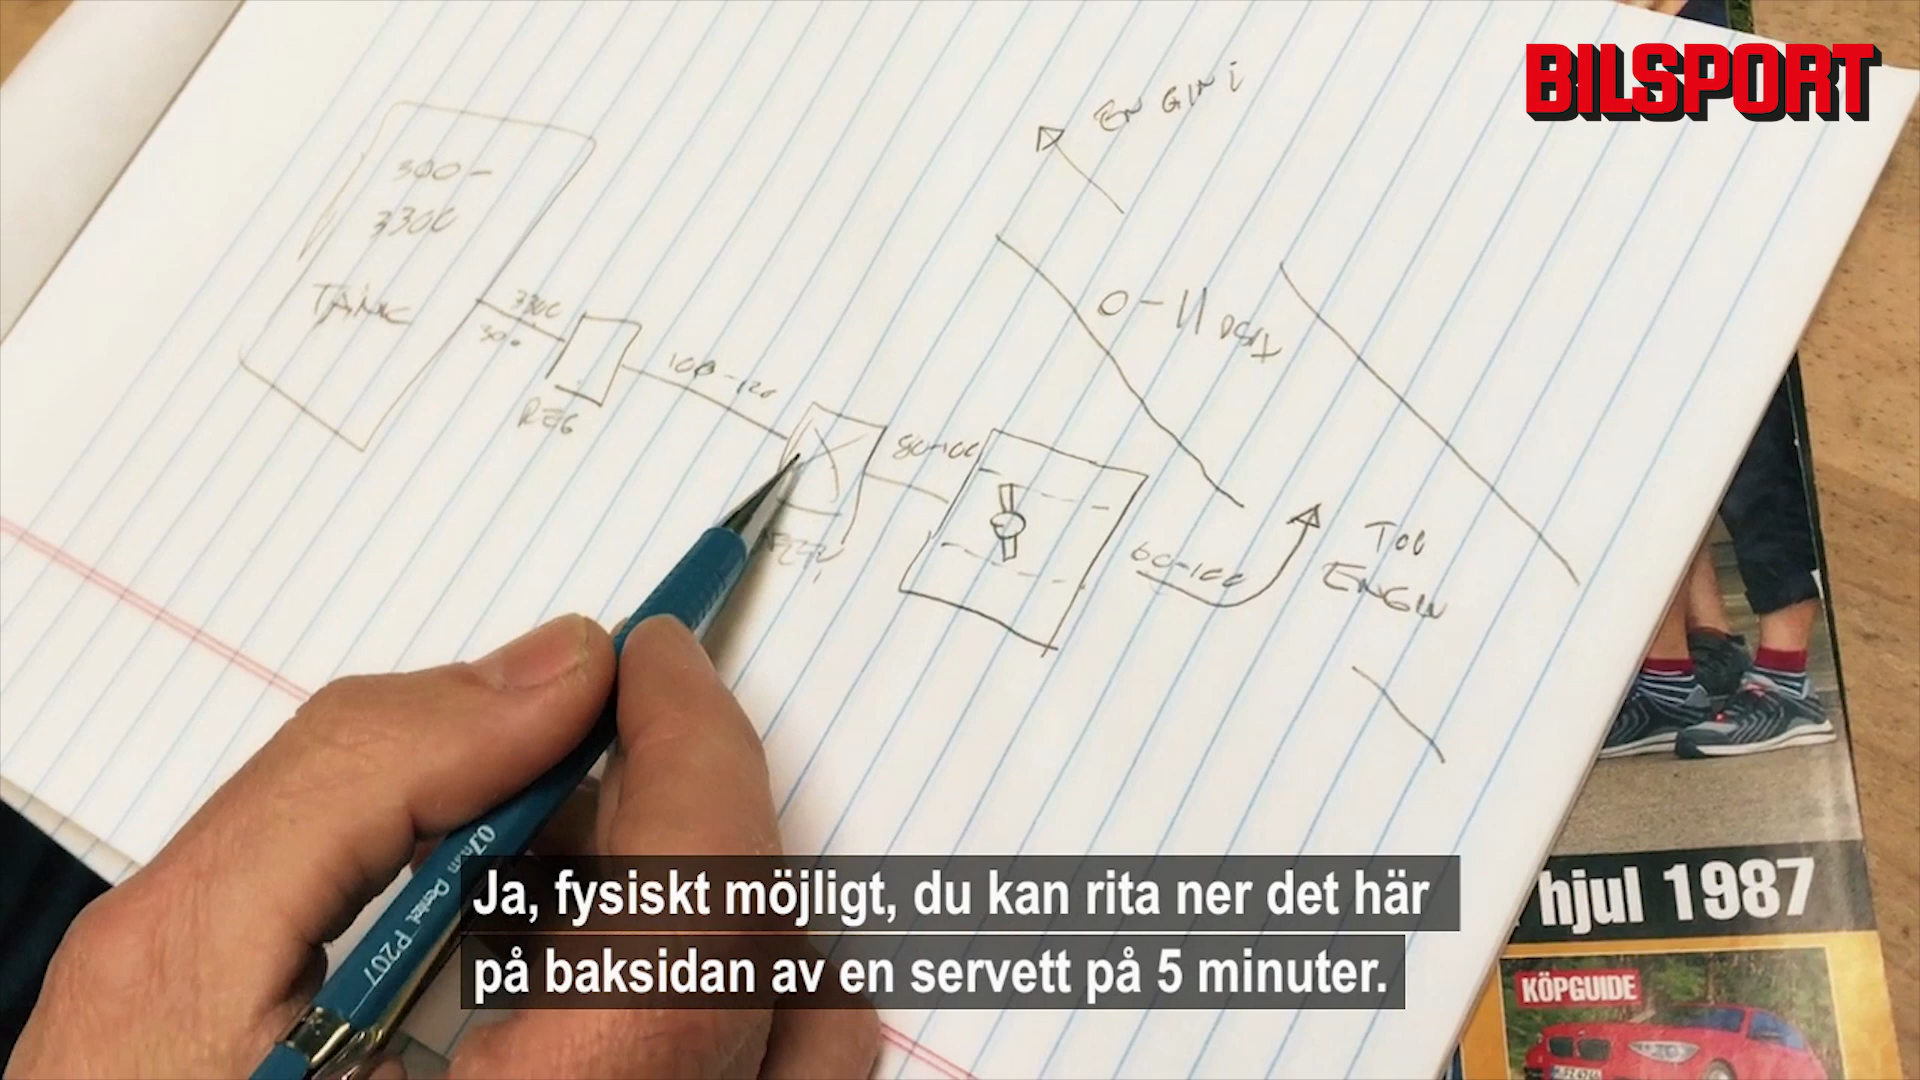 BILSPORT
300-
3300
TANK
3300
300
REG
100-120
80-100
60-100
TOO
ENGIN
0-11 PSIX
ENGINE
0.7mm Pentel P207
hjul 1987
KÖPGUIDE
Ja, fysiskt möjligt, du kan rita ner det här
på baksidan av en servett på 5 minuter.